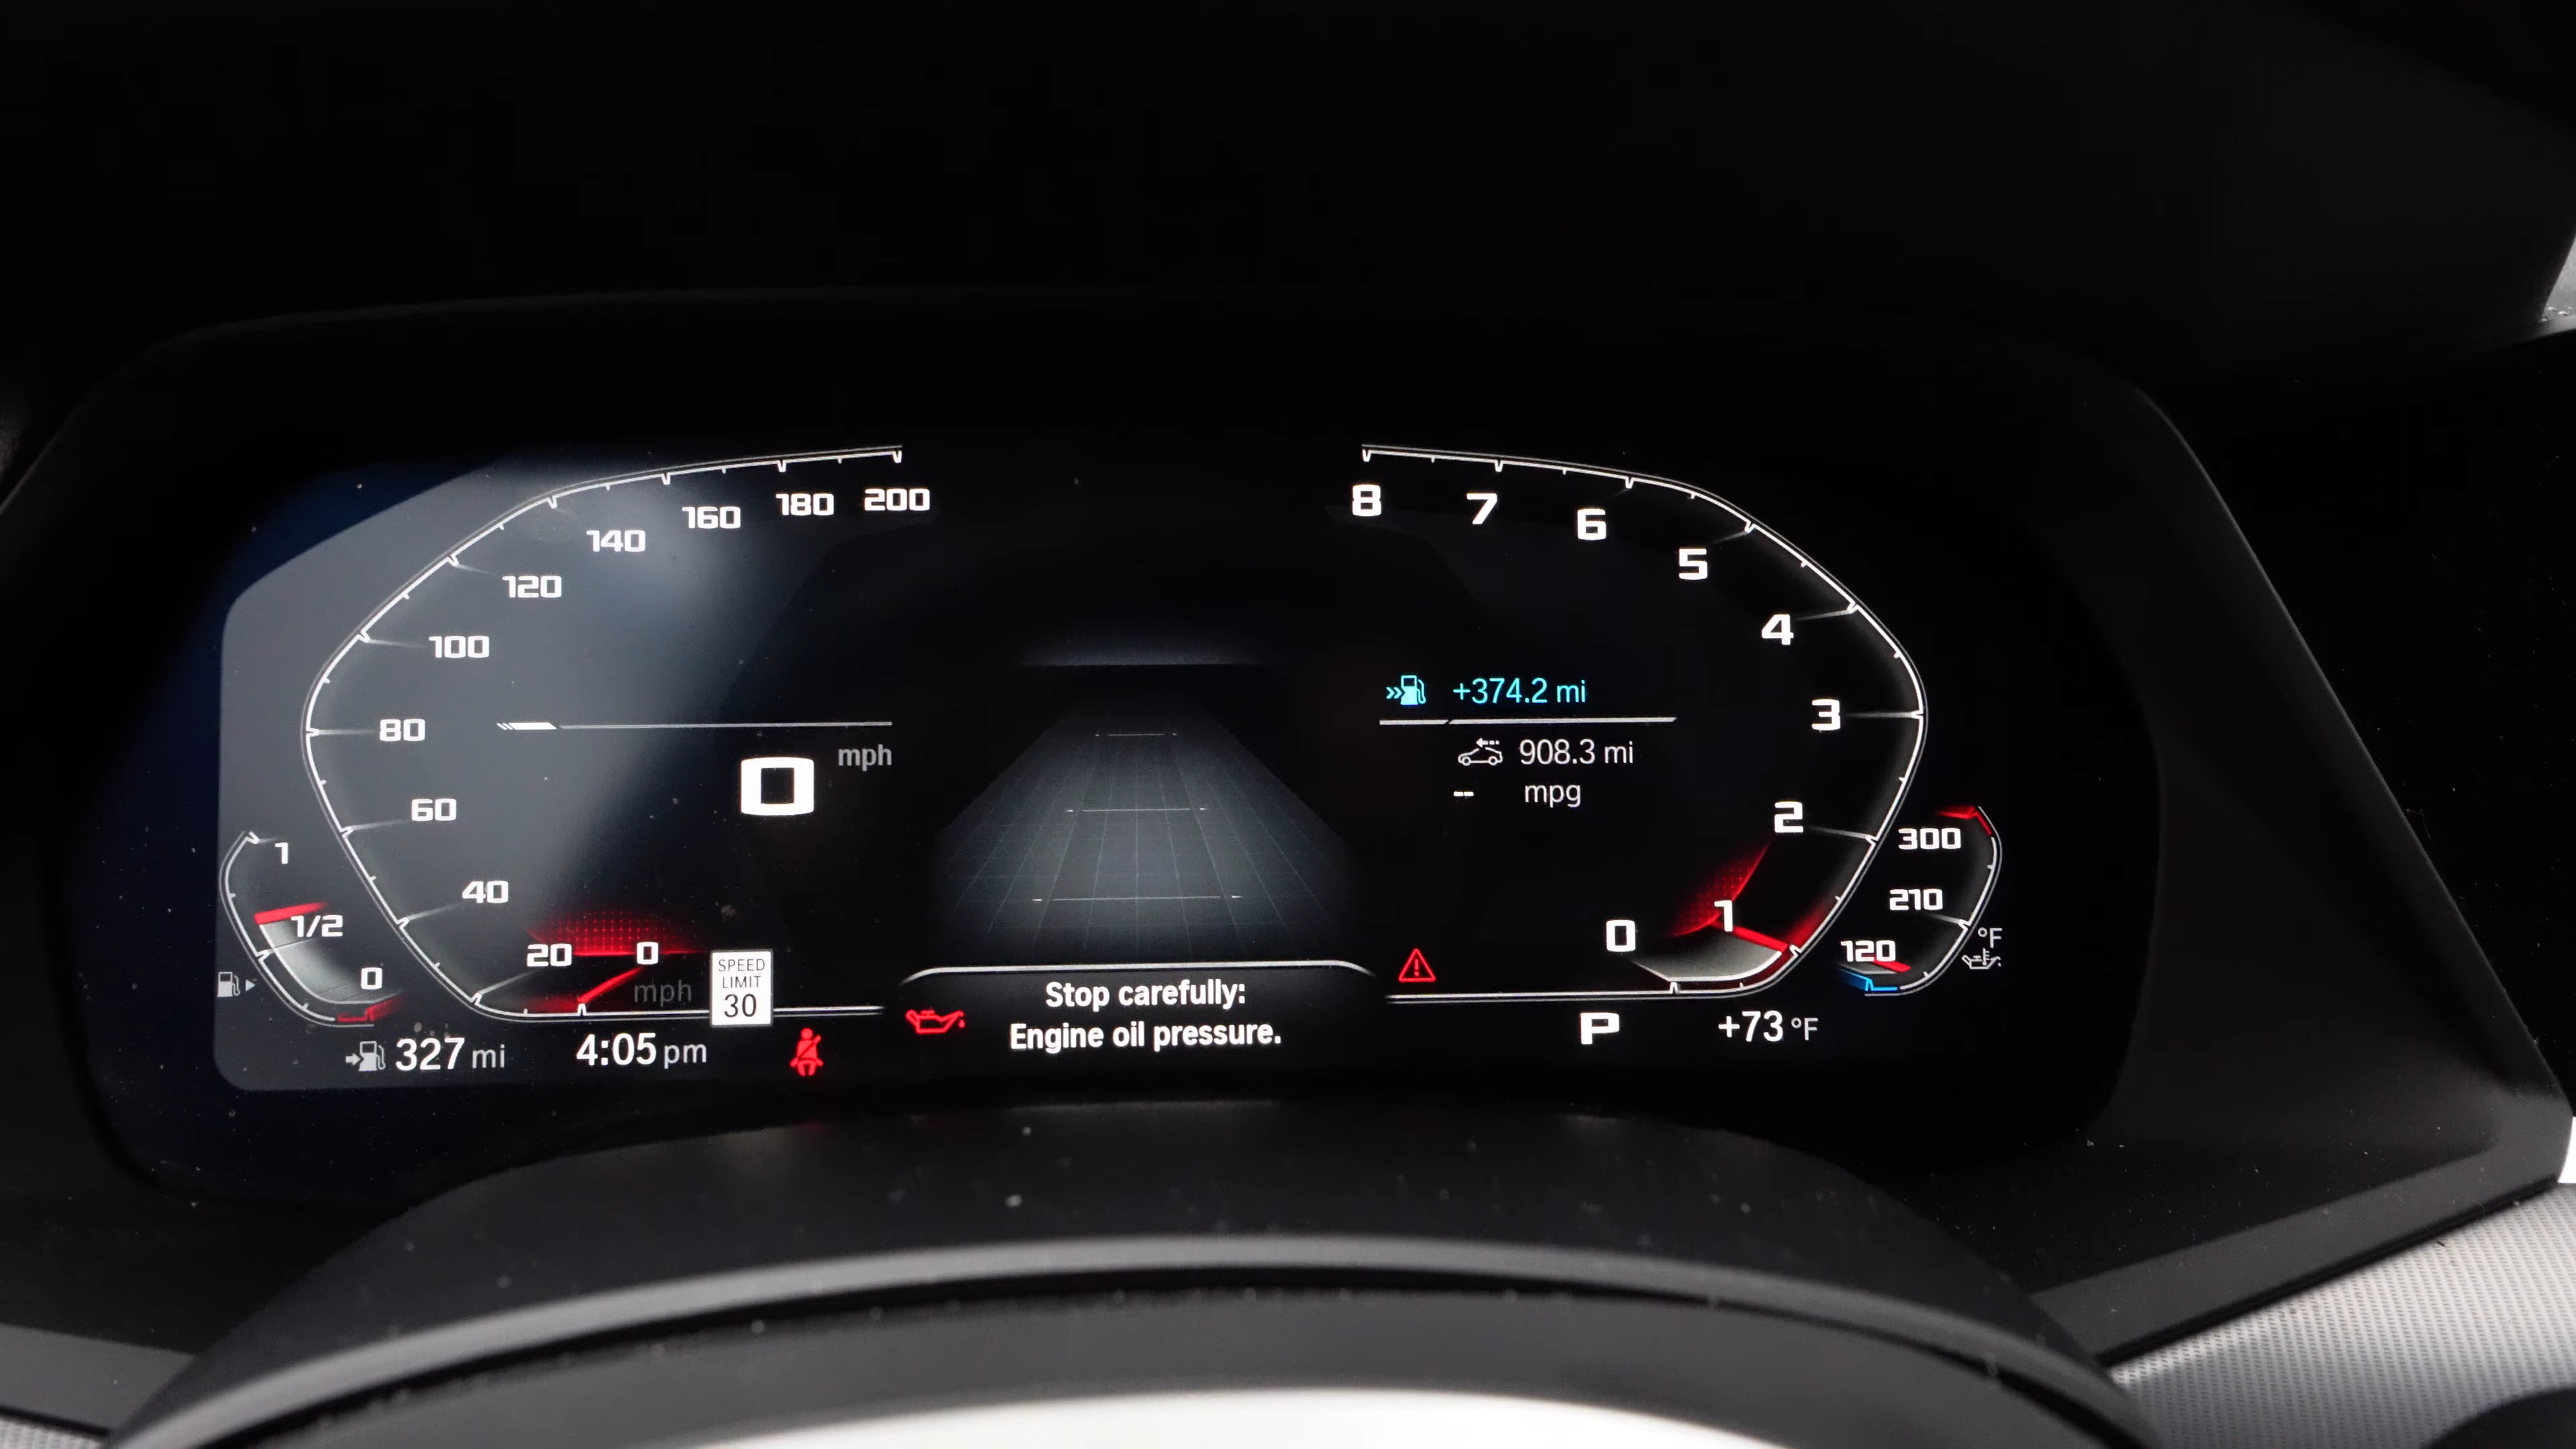 200
180
160
140
120
100
80
60
40
20
0
mph
0
mph
SPEED
LIMIT
30
1
1/2
0
327 mi
4:05 pm
Stop carefully:
Engine oil pressure.
8
7
6
5
4
3
2
1
0
+374.2 mi
908.3 mi
-- mpg
300
210
120
°F
P
+73 °F